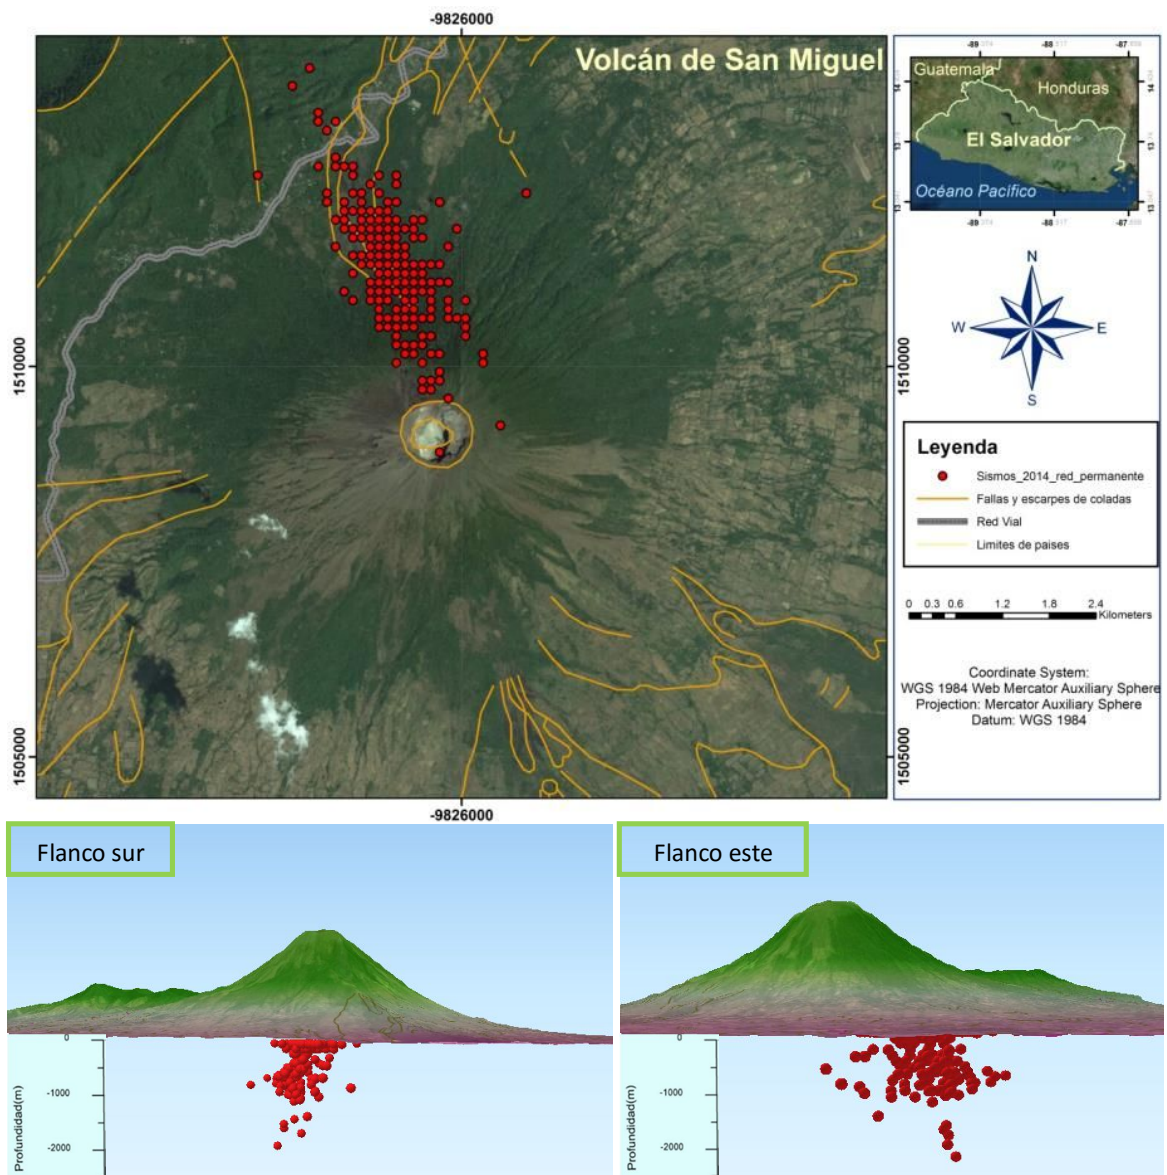 -9826000
Volcán de San Miguel
1510000
1510000
1505000
1505000
-9826000
Guatemala
Honduras
El Salvador
Océano Pacífico
N
W
E
S
Leyenda
Sismos_2014_red_permanente
Fallas y escarpes de coladas
Red Vial
Limites de paises
0 0.3 0.6 1.2 1.8 2.4
Kilometers
Coordinate System:
WGS 1984 Web Mercator Auxiliary Sphere
Projection: Mercator Auxiliary Sphere
Datum: WGS 1984
Flanco sur
0
-1000
-2000
Profundidad(m)
Flanco este
0
-1000
-2000
Profundidad(m)